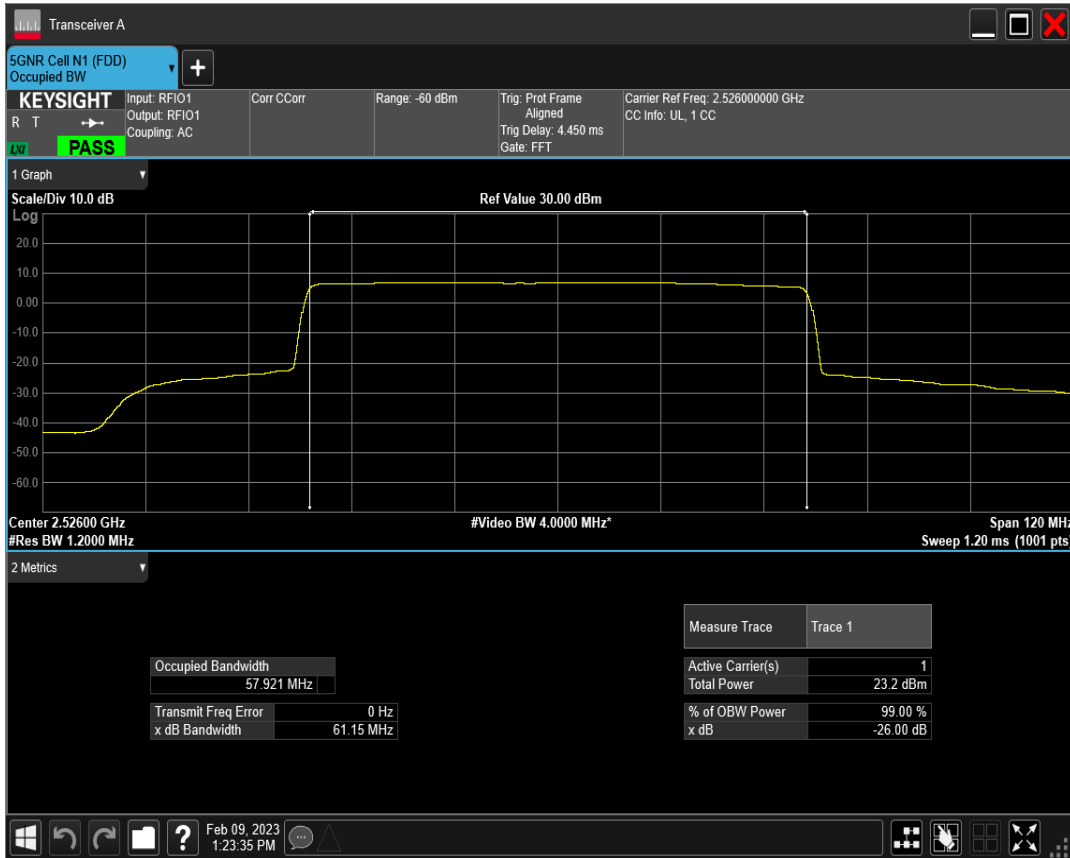 Transceiver A
5GNR Cell N1 (FDD)
Occupied BW
+
KEYSIGHT
R T
LXI
PASS
Input: RFIO1
Output: RFIO1
Coupling: AC
Corr CCorr
Range: -60 dBm
Trig: Prot Frame
Aligned
Trig Delay: 4.450 ms
Gate: FFT
Carrier Ref Freq: 2.526000000 GHz
CC Info: UL, 1 CC
1 Graph
Scale/Div 10.0 dB
Ref Value 30.00 dBm
Log
20.0
10.0
0.00
-10.0
-20.0
-30.0
-40.0
-50.0
-60.0
Center 2.52600 GHz
#Video BW 4.0000 MHz*
Span 120 MHz
#Res BW 1.2000 MHz
Sweep 1.20 ms (1001 pts)
2 Metrics
Measure Trace Trace 1
Occupied Bandwidth
57.921 MHz
Active Carrier(s) 1
Total Power 23.2 dBm
Transmit Freq Error 0 Hz
x dB Bandwidth 61.15 MHz
% of OBW Power 99.00 %
x dB -26.00 dB
?
Feb 09, 2023
1:23:35 PM